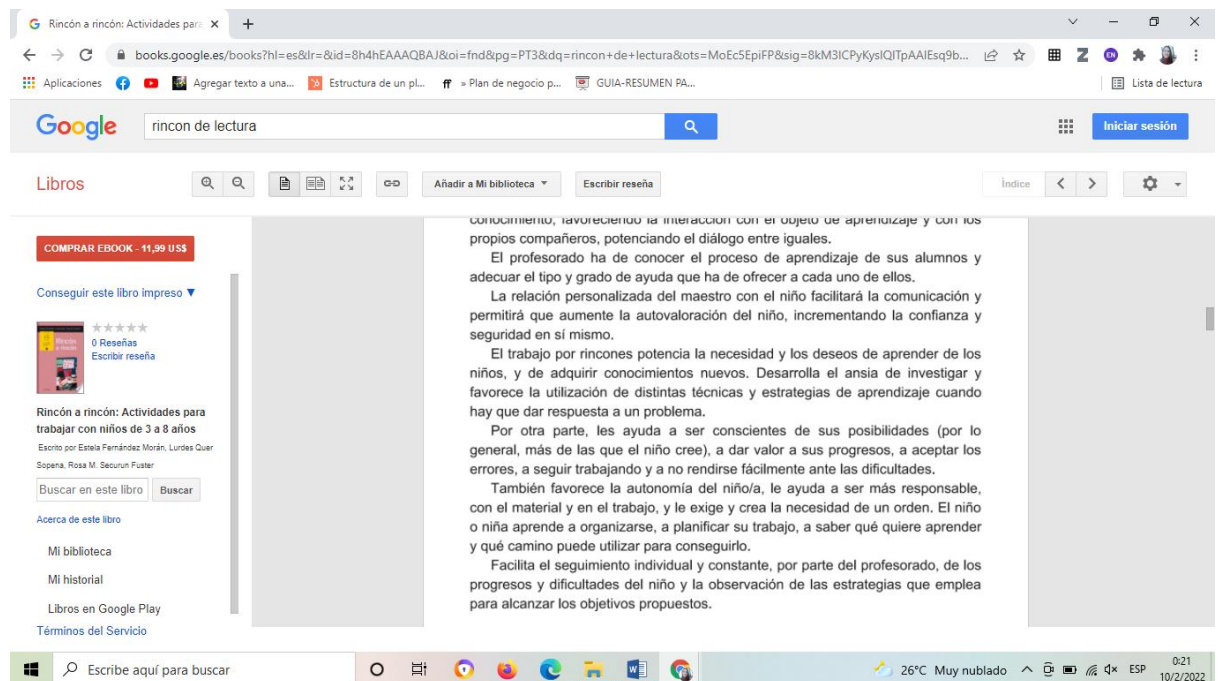 Rincón a rincón: Actividades para
books.google.es/books?hl=es&lr=&id=8h4hEAAAQBAJ&oi=fnd&pg=PT3&dq=rincon+de+lectura&ots=MoEc5EpiFP&sig=8kM3lCPyKyslQITpAAlEsq9b...
Aplicaciones
Agregar texto a una...
Estructura de un pl...
ff
» Plan de negocio p...
GUIA-RESUMEN PA...
Lista de lectura
Google
rincon de lectura
Iniciar sesión
Libros
Añadir a Mi biblioteca
Escribir reseña
Índice
COMPRAR EBOOK - 11,99 US$
Conseguir este libro impreso ▼
0 Reseñas
Escribir reseña
Rincón a rincón: Actividades para
trabajar con niños de 3 a 8 años
Escrito por Estela Fernández Morán, Lurdes Quer
Sopena, Rosa M. Securun Fuster
Buscar en este libro
Buscar
Acerca de este libro
Mi biblioteca
Mi historial
Libros en Google Play
Términos del Servicio
conocimiento, favoreciendo la interacción con el objeto de aprendizaje y con los
propios compañeros, potenciando el diálogo entre iguales.
El profesorado ha de conocer el proceso de aprendizaje de sus alumnos y
adecuar el tipo y grado de ayuda que ha de ofrecer a cada uno de ellos.
La relación personalizada del maestro con el niño facilitará la comunicación y
permitirá que aumente la autovaloración del niño, incrementando la confianza y
seguridad en sí mismo.
El trabajo por rincones potencia la necesidad y los deseos de aprender de los
niños, y de adquirir conocimientos nuevos. Desarrolla el ansia de investigar y
favorece la utilización de distintas técnicas y estrategias de aprendizaje cuando
hay que dar respuesta a un problema.
Por otra parte, les ayuda a ser conscientes de sus posibilidades (por lo
general, más de las que el niño cree), a dar valor a sus progresos, a aceptar los
errores, a seguir trabajando y a no rendirse fácilmente ante las dificultades.
También favorece la autonomía del niño/a, le ayuda a ser más responsable,
con el material y en el trabajo, y le exige y crea la necesidad de un orden. El niño
o niña aprende a organizarse, a planificar su trabajo, a saber qué quiere aprender
y qué camino puede utilizar para conseguirlo.
Facilita el seguimiento individual y constante, por parte del profesorado, de los
progresos y dificultades del niño y la observación de las estrategias que emplea
para alcanzar los objetivos propuestos.
Escribe aquí para buscar
26°C Muy nublado
ESP
0:21
10/2/2022